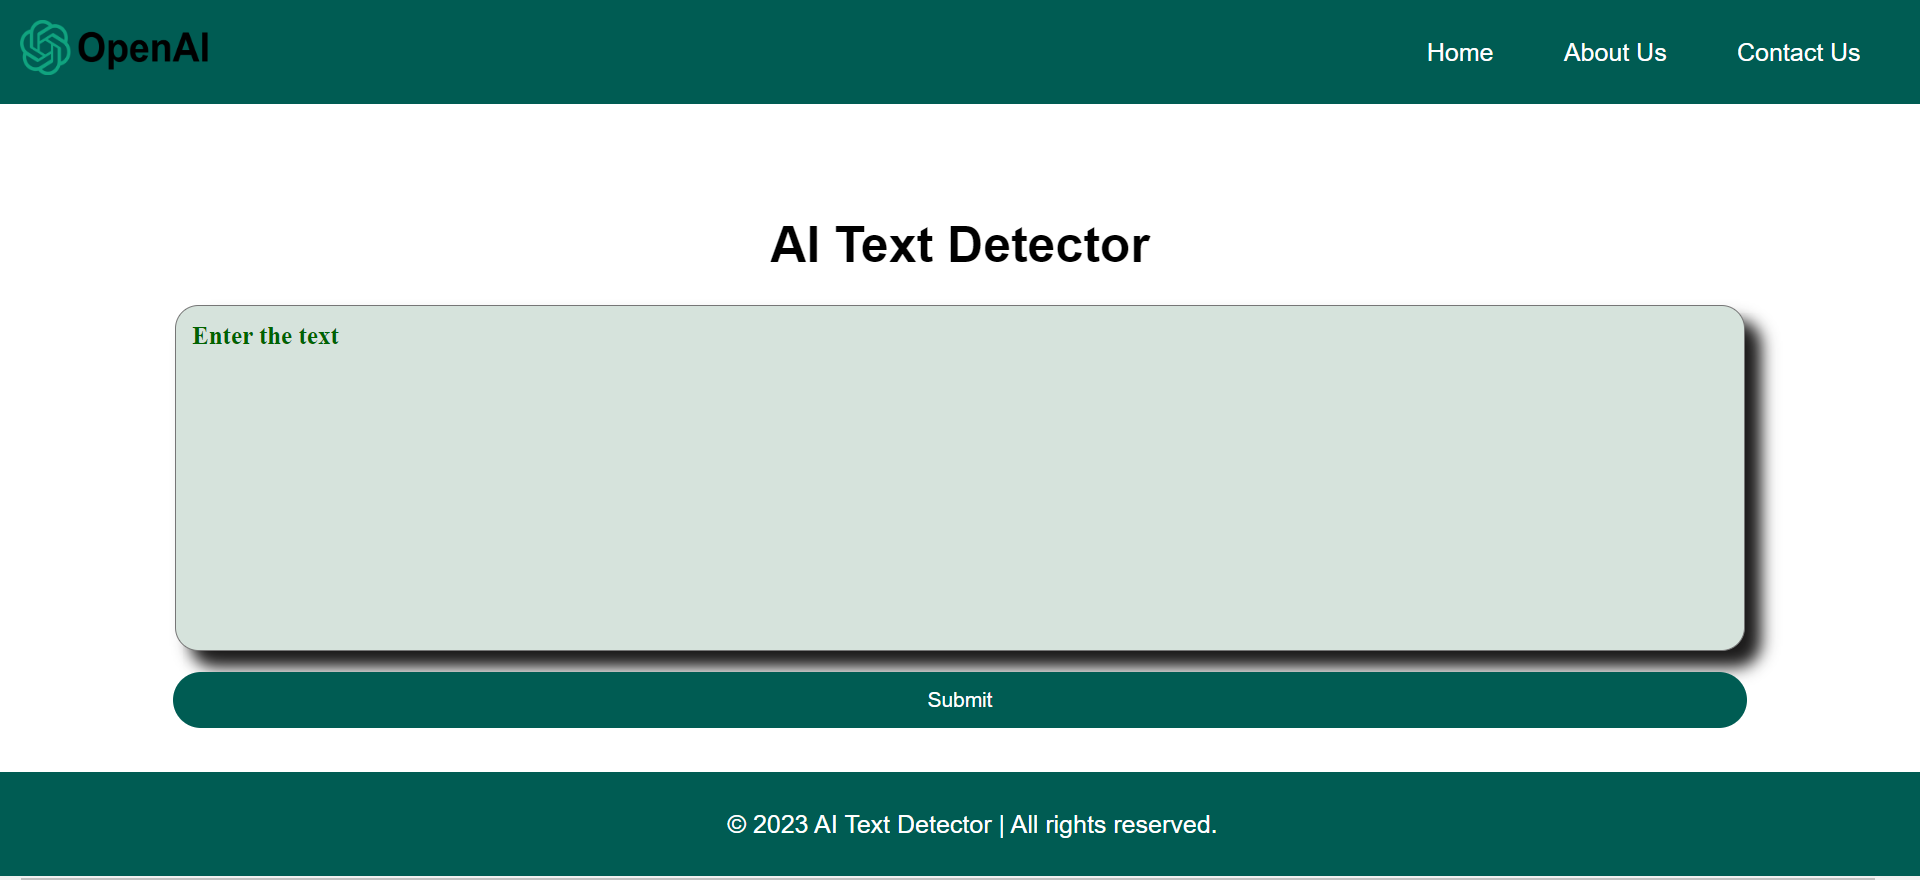 OpenAI
Home About Us Contact Us
AI Text Detector
Enter the text
Submit
© 2023 AI Text Detector | All rights reserved.